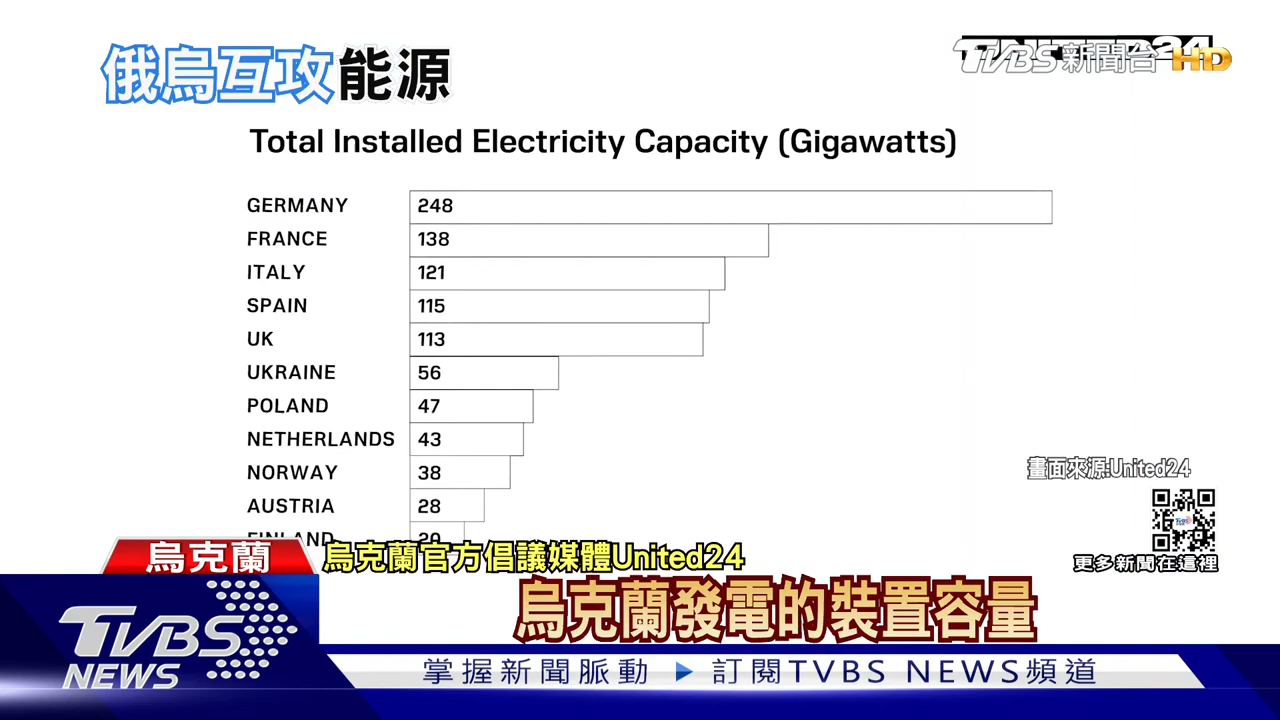 俄烏互攻能源
TVBS新聞台 HD
Total Installed Electricity Capacity (Gigawatts)
GERMANY 248
FRANCE 138
ITALY 121
SPAIN 115
UK 113
UKRAINE 56
POLAND 47
NETHERLANDS 43
NORWAY 38
AUSTRIA 28
FINLAND
畫面來源:United24
更多新聞在這裡
烏克蘭
烏克蘭官方倡議媒體United24
烏克蘭發電的裝置容量
TVBS
NEWS
掌握新聞脈動 ▶ 訂閱TVBS NEWS頻道